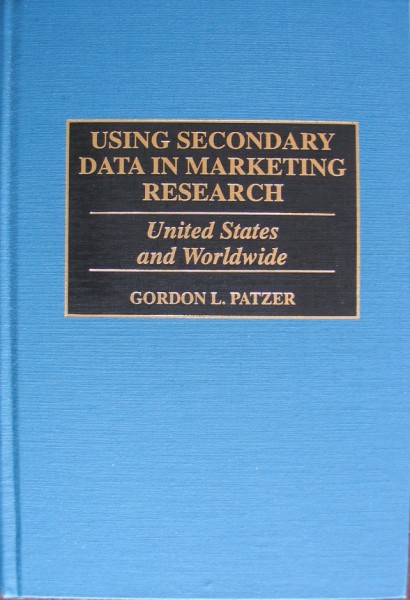 USING SECONDARY
DATA IN MARKETING
RESEARCH
United States
and Worldwide
GORDON L. PATZER